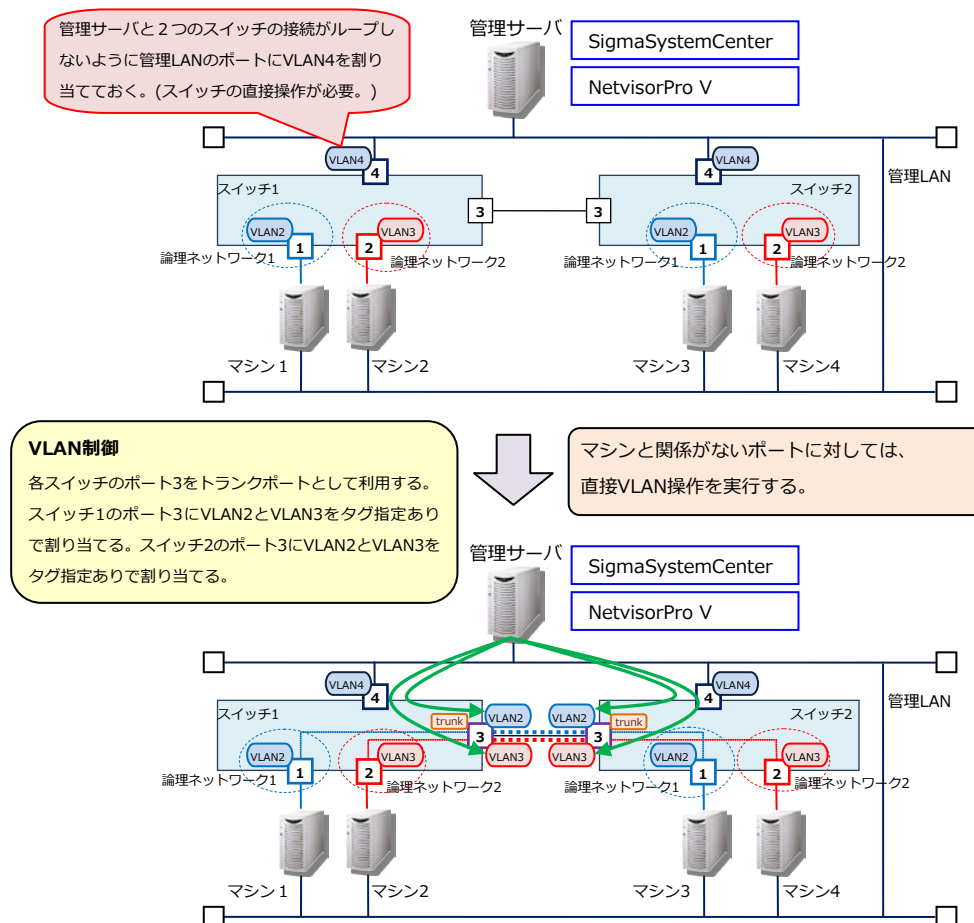 管理サーバと２つのスイッチの接続がループし
ないように管理LANのポートにVLAN4を割り
当てておく。(スイッチの直接操作が必要。)
管理サーバ
SigmaSystemCenter
NetvisorPro V
管理LAN
VLAN4
4
スイッチ1
3
VLAN2
1
論理ネットワーク1
VLAN3
2
論理ネットワーク2
VLAN4
4
スイッチ2
3
VLAN2
1
論理ネットワーク1
VLAN3
2
論理ネットワーク2
マシン１
マシン2
マシン3
マシン4
VLAN制御
各スイッチのポート3をトランクポートとして利用する。
スイッチ1のポート3にVLAN2とVLAN3をタグ指定あり
で割り当てる。スイッチ2のポート3にVLAN2とVLAN3を
タグ指定ありで割り当てる。
マシンと関係がないポートに対しては、
直接VLAN操作を実行する。
管理サーバ
SigmaSystemCenter
NetvisorPro V
管理LAN
VLAN4
4
スイッチ1
trunk
3
VLAN2
VLAN3
VLAN2
1
論理ネットワーク1
VLAN3
2
論理ネットワーク2
VLAN4
4
スイッチ2
VLAN2
VLAN3
trunk
3
VLAN2
1
論理ネットワーク1
VLAN3
2
論理ネットワーク2
マシン１
マシン2
マシン3
マシン4